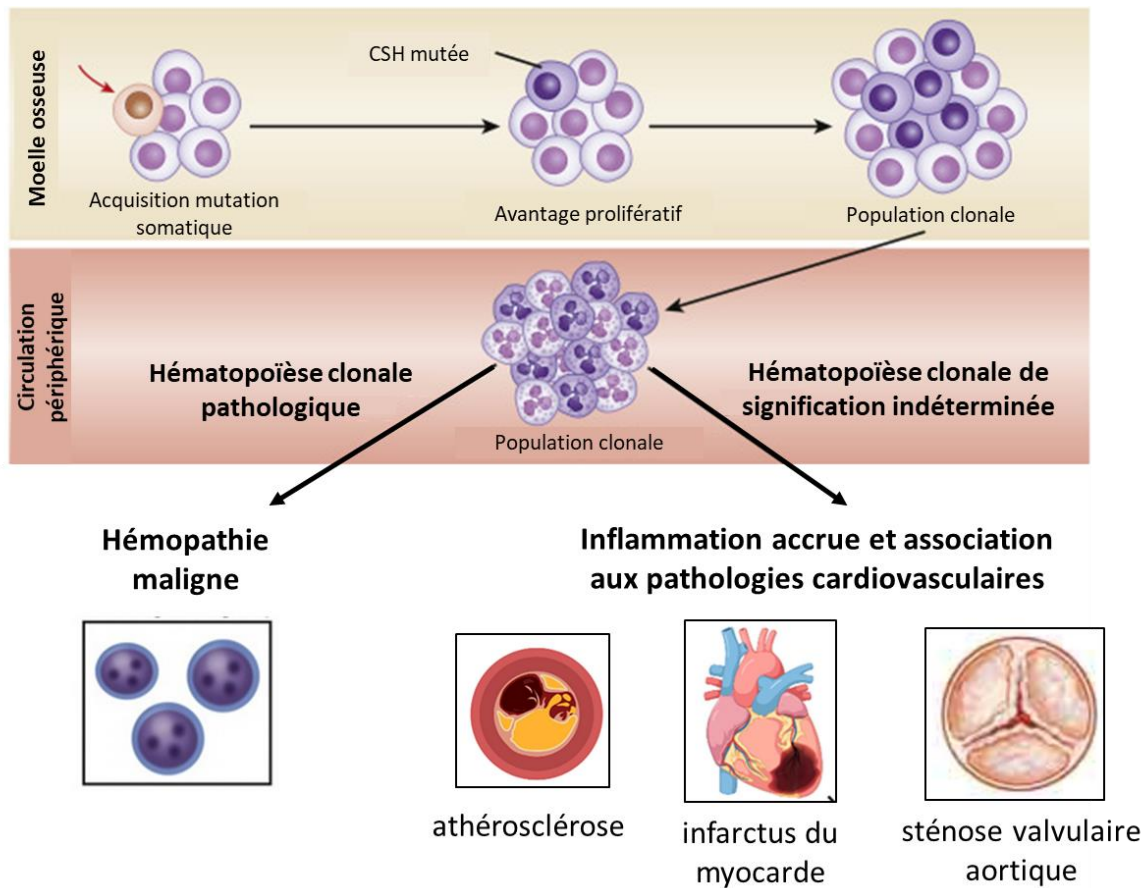 Moelle osseuse
CSH mutée
Acquisition mutation
somatique
Avantage prolifératif
Population clonale
Circulation
périphérique
Hématopoïèse clonale
pathologique
Population clonale
Hématopoïèse clonale de
signification indéterminée
Hémopathie
maligne
Inflammation accrue et association
aux pathologies cardiovasculaires
athérosclérose
infarctus du
myocarde
sténose valvulaire
aortique